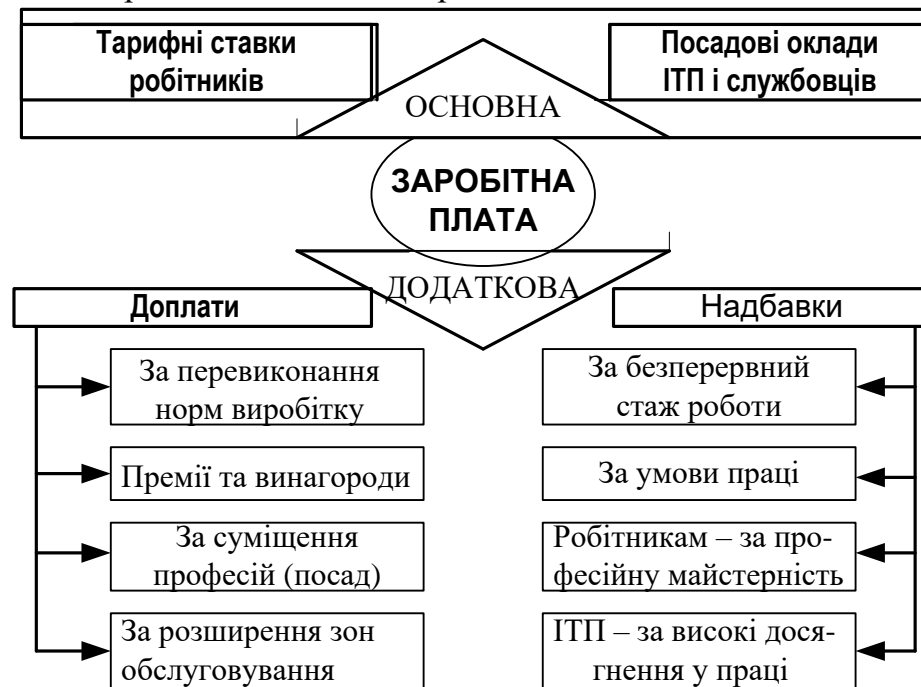 Тарифні ставки
робітників
Посадові оклади
ІТП і службовців
ОСНОВНА
ЗАРОБІТНА
ПЛАТА
ДОДАТКОВА
Доплати
Надбавки
За перевиконання
норм виробітку
Премії та винагороди
За суміщення
професій (посад)
За розширення зон
обслуговування
За безперервний
стаж роботи
За умови праці
Робітникам – за про-
фесійну майстерність
ІТП – за високі дося-
гнення у праці